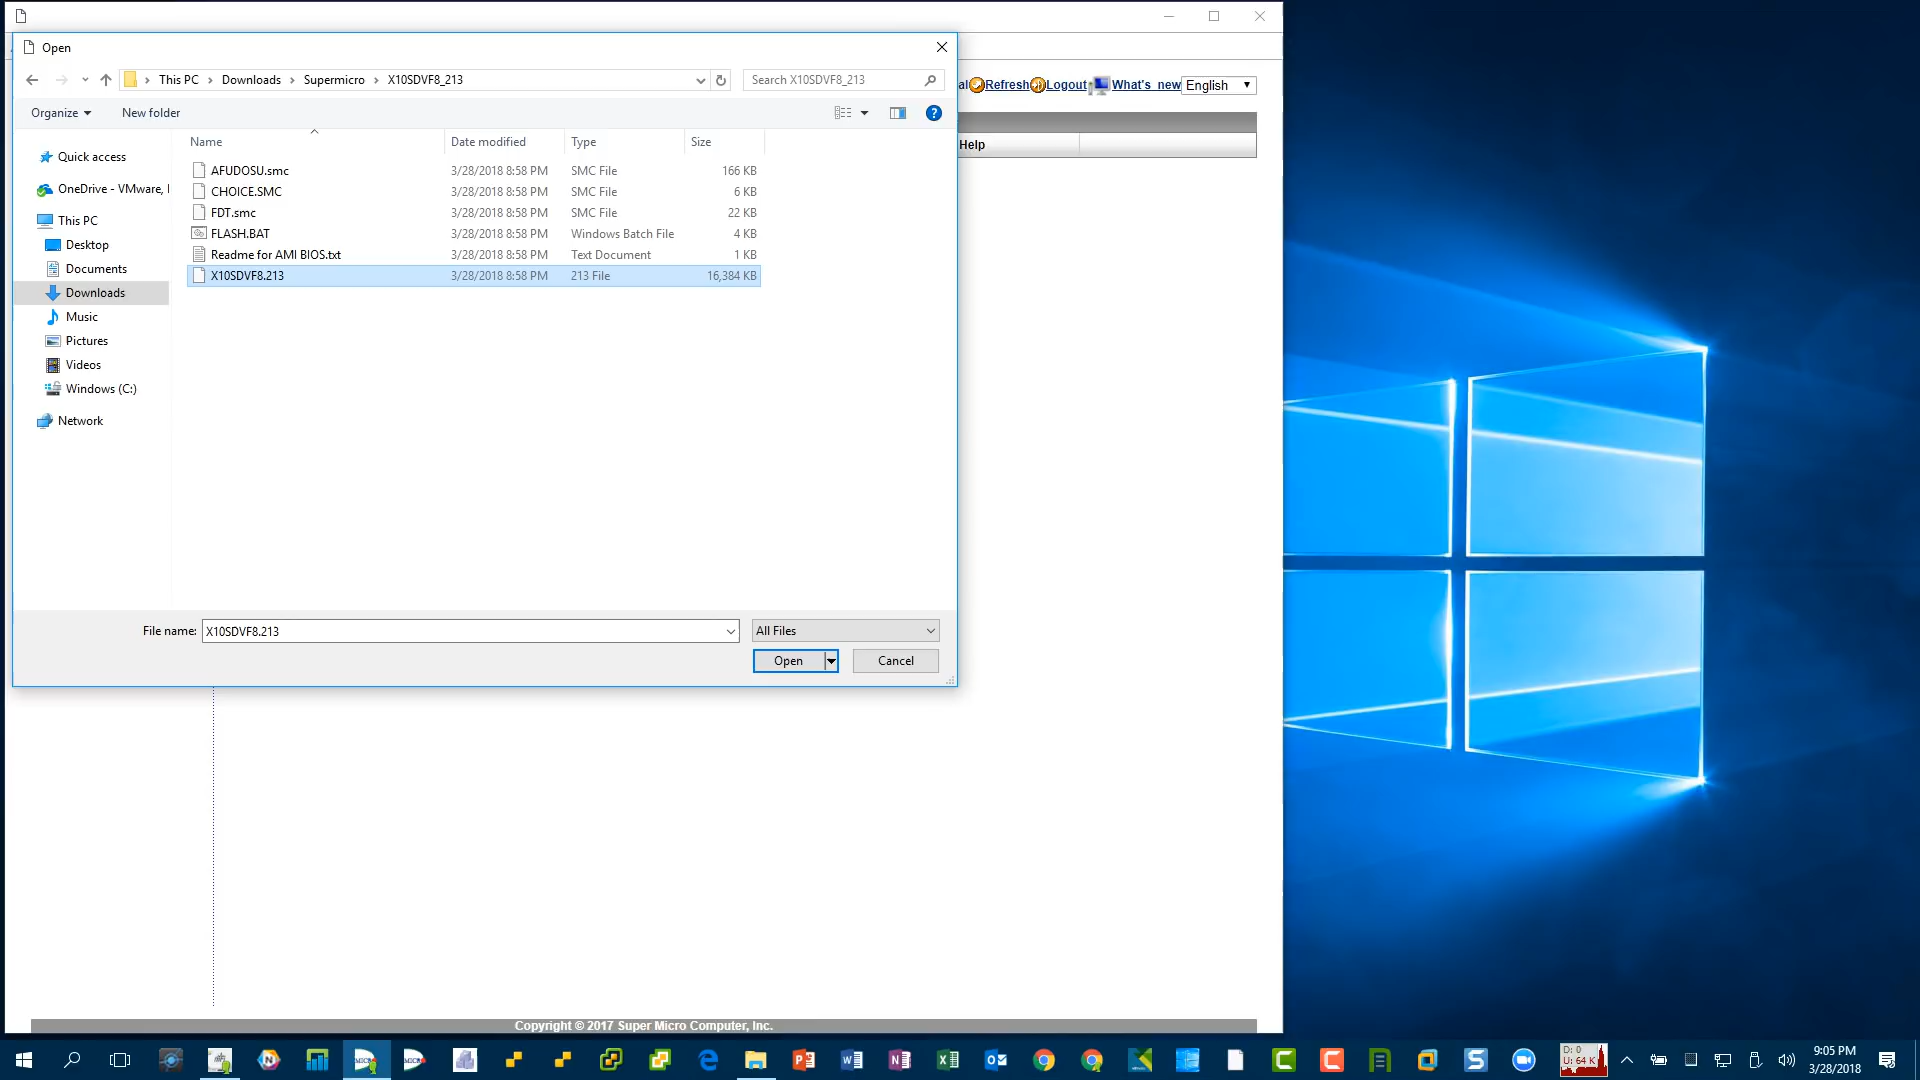 Open
This PC > Downloads > Supermicro > X10SDVF8_213
Search X10SDVF8_213
al Refresh Logout What's new English
Organize New folder
Help
Name Date modified Type Size
Quick access
OneDrive - VMware, I
This PC
Desktop
Documents
Downloads
Music
Pictures
Videos
Windows (C:)
Network
AFUDOSU.smc 3/28/2018 8:58 PM SMC File 166 KB
CHOICE.SMC 3/28/2018 8:58 PM SMC File 6 KB
FDT.smc 3/28/2018 8:58 PM SMC File 22 KB
FLASH.BAT 3/28/2018 8:58 PM Windows Batch File 4 KB
Readme for AMI BIOS.txt 3/28/2018 8:58 PM Text Document 1 KB
X10SDVF8.213 3/28/2018 8:58 PM 213 File 16,384 KB
File name: X10SDVF8.213 All Files
Open Cancel
Copyright © 2017 Super Micro Computer, Inc.
D: 0
U: 64 K
9:05 PM
3/28/2018